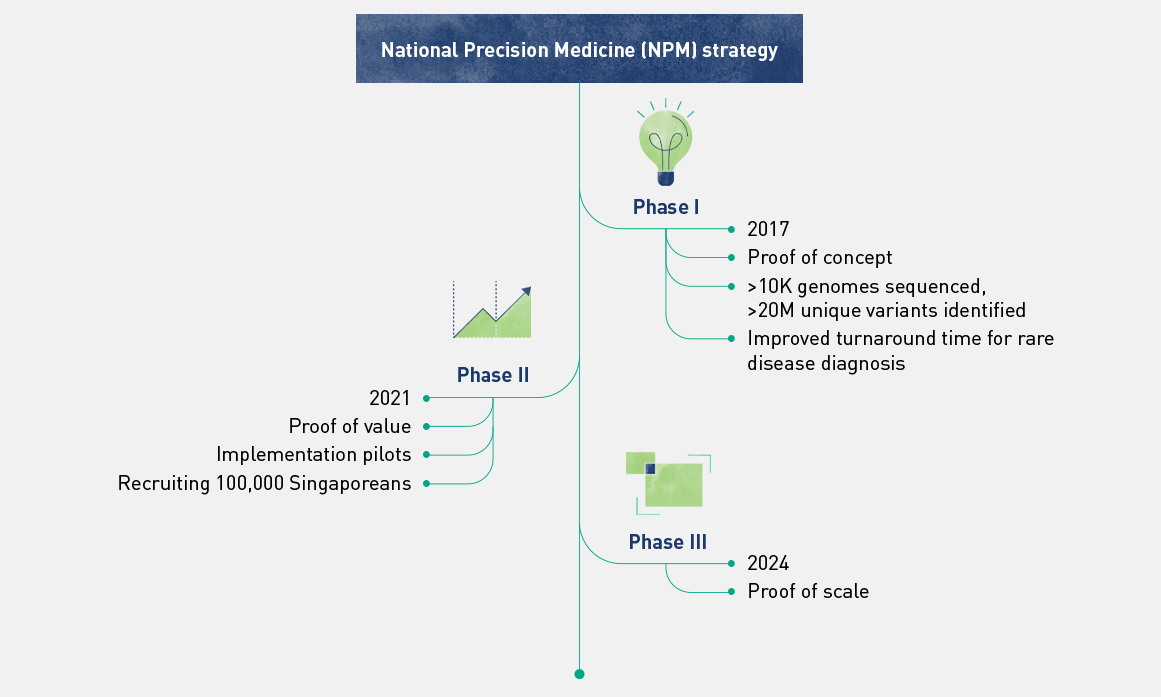 National Precision Medicine (NPM) strategy
Phase I
2017
Proof of concept
>10K genomes sequenced,
>20M unique variants identified
Improved turnaround time for rare
disease diagnosis
Phase II
2021
Proof of value
Implementation pilots
Recruiting 100,000 Singaporeans
Phase III
2024
Proof of scale